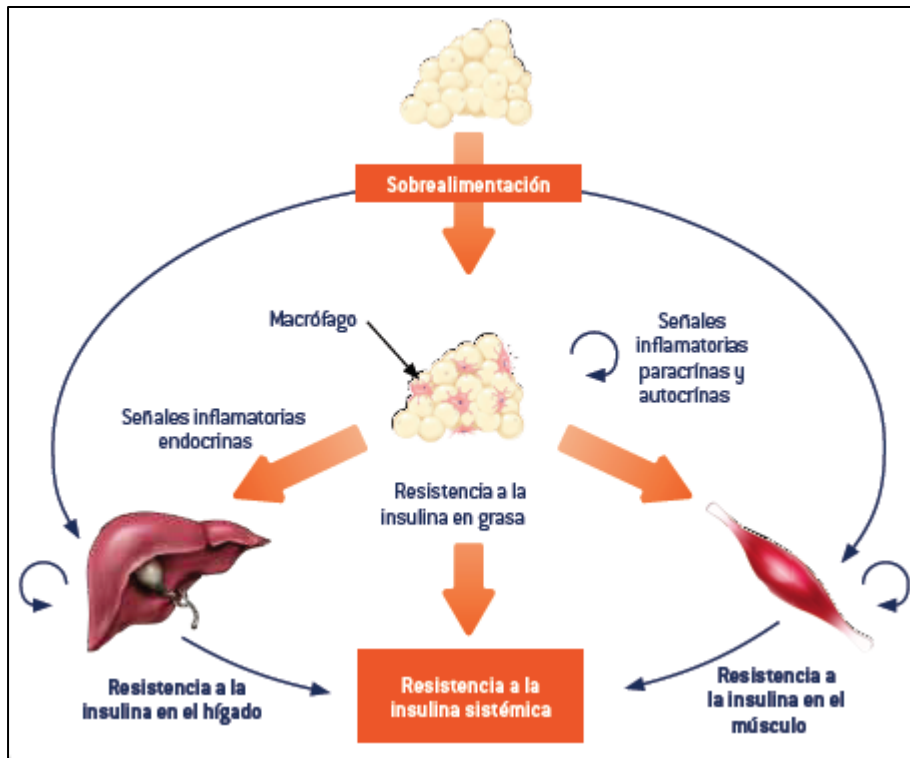 Sobrealimentación
Macrófago
Señales
inflamatorias
paracrinas y
autocrinas
Señales inflamatorias
endocrinas
Resistencia a la
insulina en grasa
Resistencia a la
insulina en el hígado
Resistencia a la
insulina sistémica
Resistencia a
la insulina en el
músculo